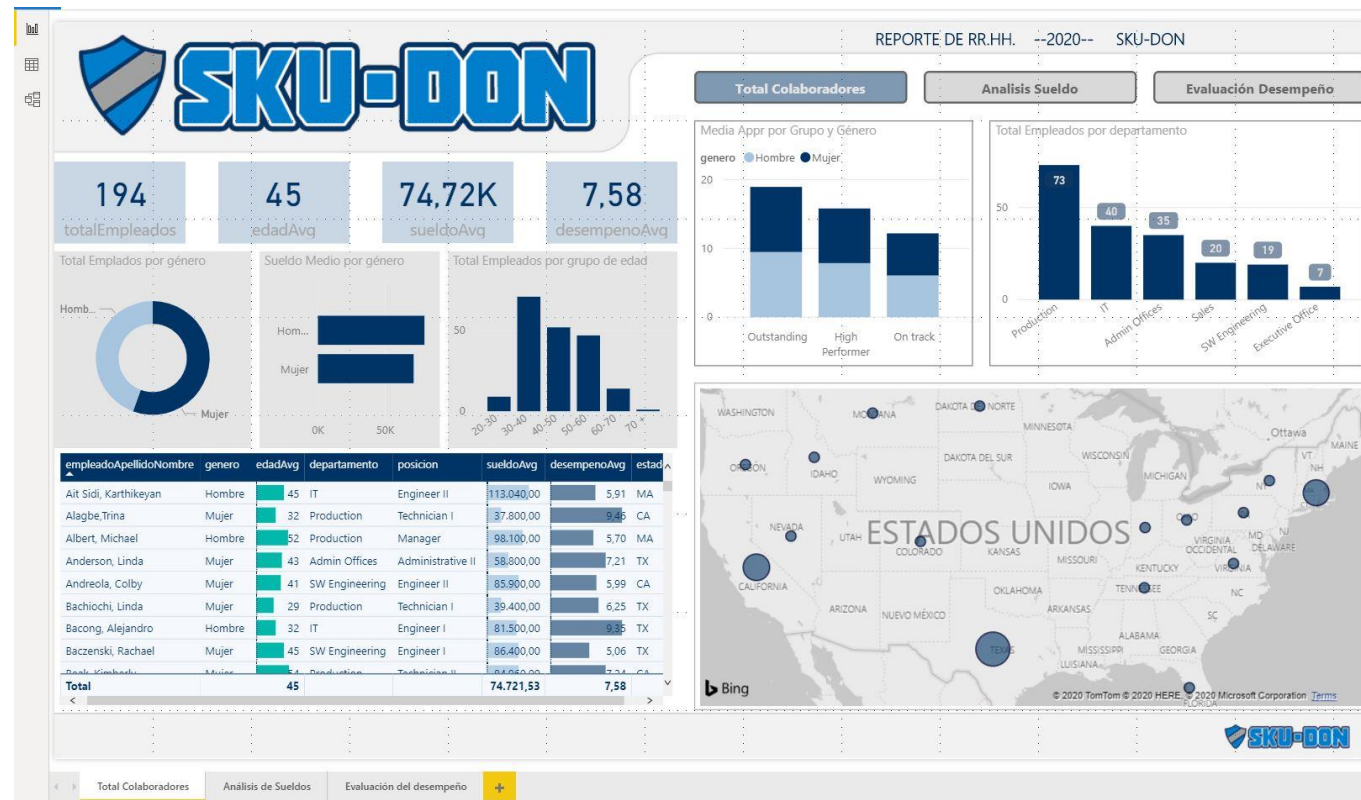 SKU-DON
REPORTE DE RR.HH. --2020-- SKU-DON
Total Colaboradores
Analisis Sueldo
Evaluación Desempeño
194
totalEmpleados
45
edadAvg
74,72K
sueldoAvg
7,58
desempenoAvg
Total Emplados por género
Homb...
Mujer
Sueldo Medio por género
Hom...
Mujer
0K 50K
Total Empleados por grupo de edad
50
0
20-30 30-40 40-50 50-60 60-70 70 +
Media Appr por Grupo y Género
genero Hombre Mujer
20
10
0
Outstanding High Performer On track
Total Empleados por departamento
50
0
73 40 35 20 19 7
Production IT Admin Offices Sales SW Engineering Executive Office
empleadoApellidoNombre genero edadAvg departamento posicion sueldoAvg desempenoAvg estad
Ait Sidi, Karthikeyan Hombre 45 IT Engineer II 113.040,00 5,91 MA
Alagbe,Trina Mujer 32 Production Technician I 37.800,00 9,46 CA
Albert, Michael Hombre 52 Production Manager 98.100,00 5,70 MA
Anderson, Linda Mujer 43 Admin Offices Administrative II 58.800,00 7,21 TX
Andreola, Colby Mujer 41 SW Engineering Engineer II 85.900,00 5,99 CA
Bachiochi, Linda Mujer 29 Production Technician I 39.400,00 6,25 TX
Bacong, Alejandro Hombre 32 IT Engineer I 81.500,00 9,35 TX
Baczenski, Rachael Mujer 45 SW Engineering Engineer I 86.400,00 5,06 TX
Total 45 74.721,53 7,58
WASHINGTON
DAKOTA DEL NORTE
MINNESOTA
Ottawa
MAINE
VT
NH
DAKOTA DEL SUR
WISCONSIN
MICHIGAN
IDAHO
WYOMING
IOWA
NEVADA
UTAH
ESTADOS UNIDOS
COLORADO
KANSAS
MISSOURI
OHIO
VIRGINIA OCCIDENTAL
MD
NJ
DELAWARE
CALIFORNIA
KENTUCKY
VIRGINIA
OKLAHOMA
TENNESSEE
NC
ARIZONA
NUEVO MÉXICO
ARKANSAS
SC
ALABAMA
TEXAS
MISSISSIPPI
GEORGIA
LUISIANA
Bing
© 2020 TomTom © 2020 HERE, © 2020 Microsoft Corporation Terms
FLORIDA
SKU-DON
Total Colaboradores
Análisis de Sueldos
Evaluación del desempeño
+